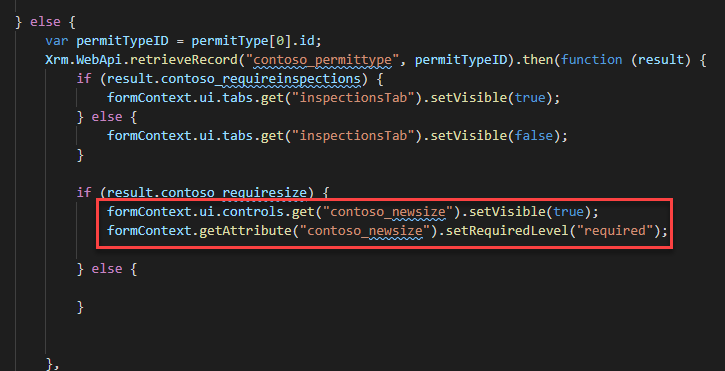 } else {
var permitTypeID = permitType[0].id;
Xrm.WebApi.retrieveRecord("contoso_permittype", permitTypeID).then(function (result) {
if (result.contoso_requireinspections) {
formContext.ui.tabs.get("inspectionsTab").setVisible(true);
} else {
formContext.ui.tabs.get("inspectionsTab").setVisible(false);
}
if (result.contoso_requiresize) {
formContext.ui.controls.get("contoso_newsize").setVisible(true);
formContext.getAttribute("contoso_newsize").setRequiredLevel("required");
} else {
}
},